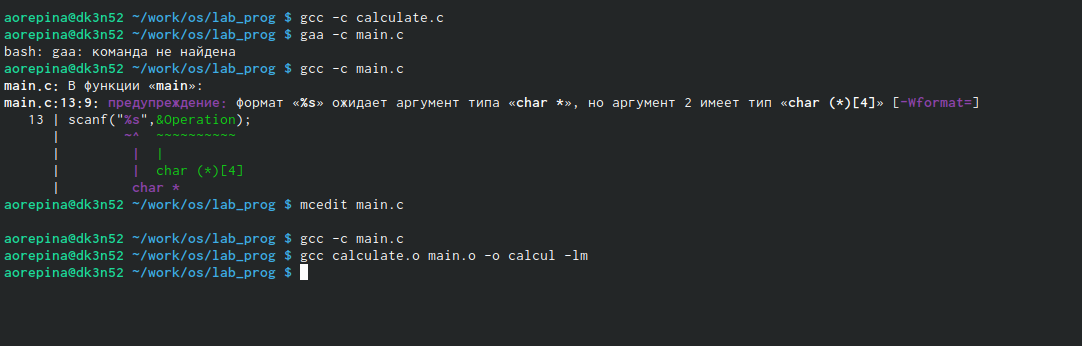 aorepina@dk3n52 ~/work/os/lab_prog $ gcc -c calculate.c
aorepina@dk3n52 ~/work/os/lab_prog $ gaa -c main.c
bash: gaa: команда не найдена
aorepina@dk3n52 ~/work/os/lab_prog $ gcc -c main.c
main.c: В функции «main»:
main.c:13:9: предупреждение: формат «%s» ожидает аргумент типа «char *», но аргумент 2 имеет тип «char (*)[4]» [-Wformat=]
   13 | scanf("%s",&Operation);
      |        ~^  ~~~~~~~~~~
      |         |  |
      |         |  char (*)[4]
      |         char *
aorepina@dk3n52 ~/work/os/lab_prog $ mcedit main.c
aorepina@dk3n52 ~/work/os/lab_prog $ gcc -c main.c
aorepina@dk3n52 ~/work/os/lab_prog $ gcc calculate.o main.o -o calcul -lm
aorepina@dk3n52 ~/work/os/lab_prog $